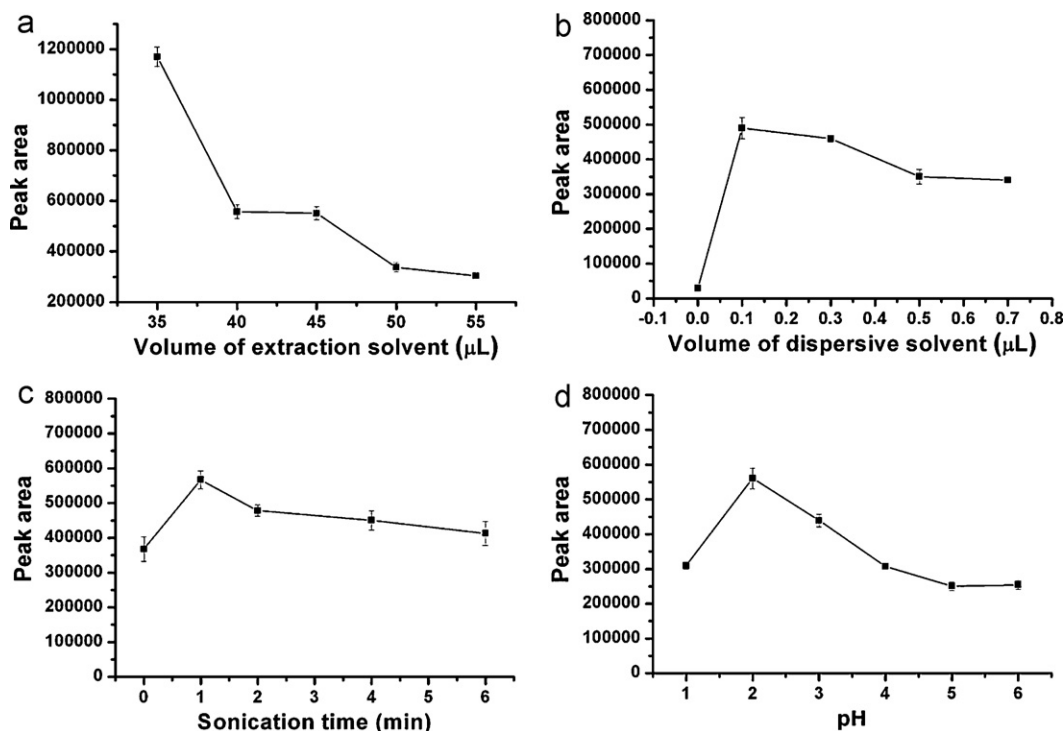 a
1200000
1000000
800000
600000
400000
200000
Peak area
35 40 45 50 55
Volume of extraction solvent (μL)
b
800000
700000
600000
500000
400000
300000
200000
100000
0
Peak area
-0.1 0.0 0.1 0.2 0.3 0.4 0.5 0.6 0.7 0.8
Volume of dispersive solvent (μL)
c
800000
700000
600000
500000
400000
300000
200000
100000
0
Peak area
0 1 2 3 4 5 6
Sonication time (min)
d
800000
700000
600000
500000
400000
300000
200000
100000
0
Peak area
1 2 3 4 5 6
pH